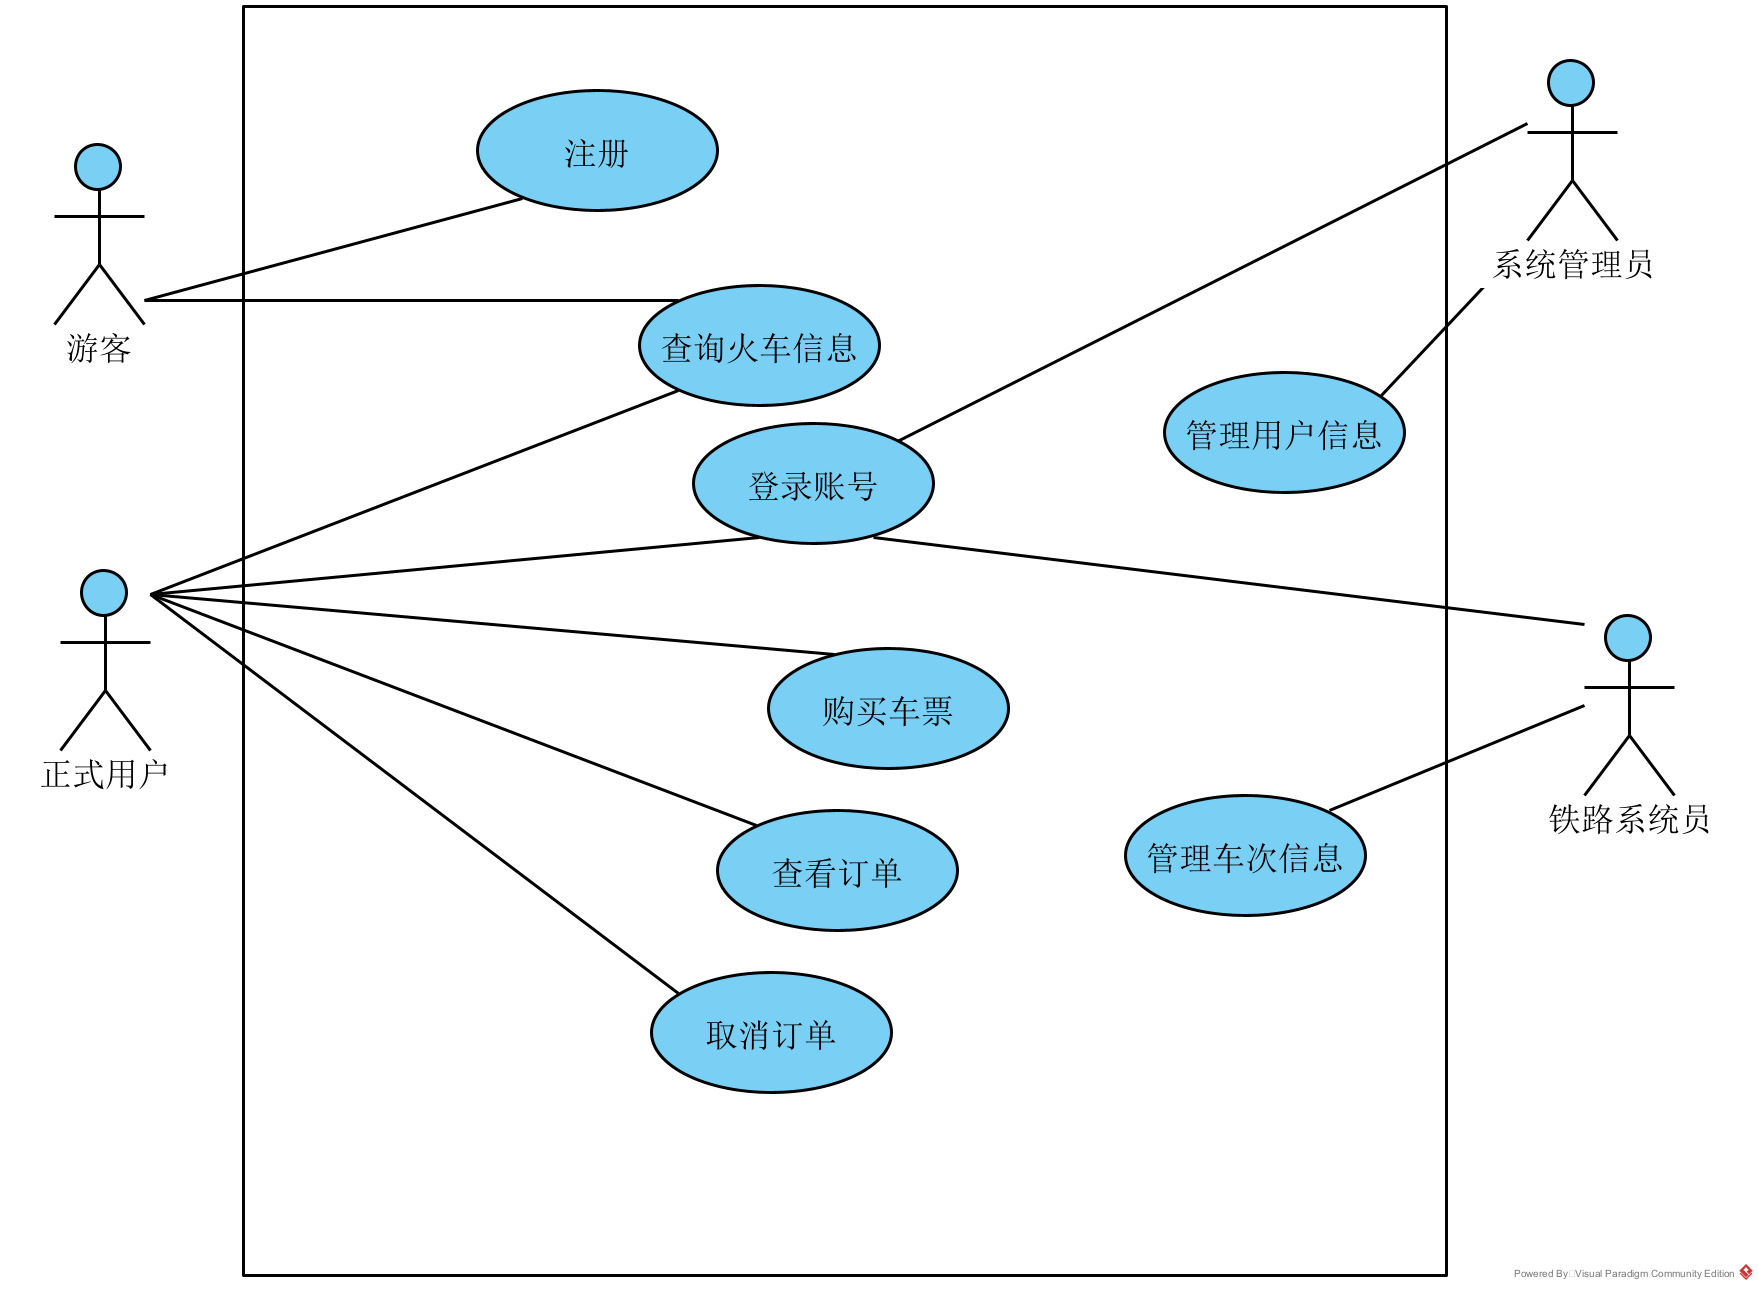 注册
游客
系统管理员
查询火车信息
管理用户信息
登录账号
购买车票
正式用户
铁路系统员
管理车次信息
查看订单
取消订单
Powered By Visual Paradigm Community Edition